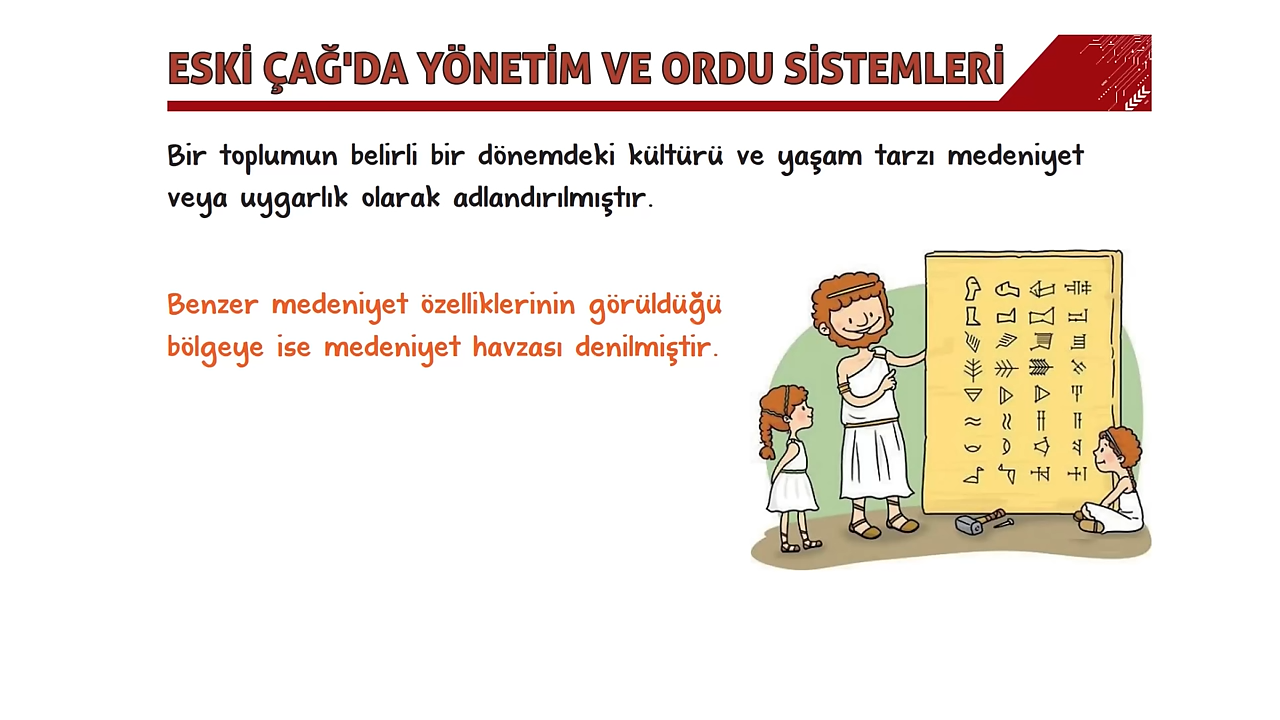 ESKİ ÇAĞ'DA YÖNETİM VE ORDU SİSTEMLERİ
Bir toplumun belirli bir dönemdeki kültürü ve yaşam tarzı medeniyet
veya uygarlık olarak adlandırılmıştır.
Benzer medeniyet özelliklerinin görüldüğü
bölgeye ise medeniyet havzası denilmiştir.